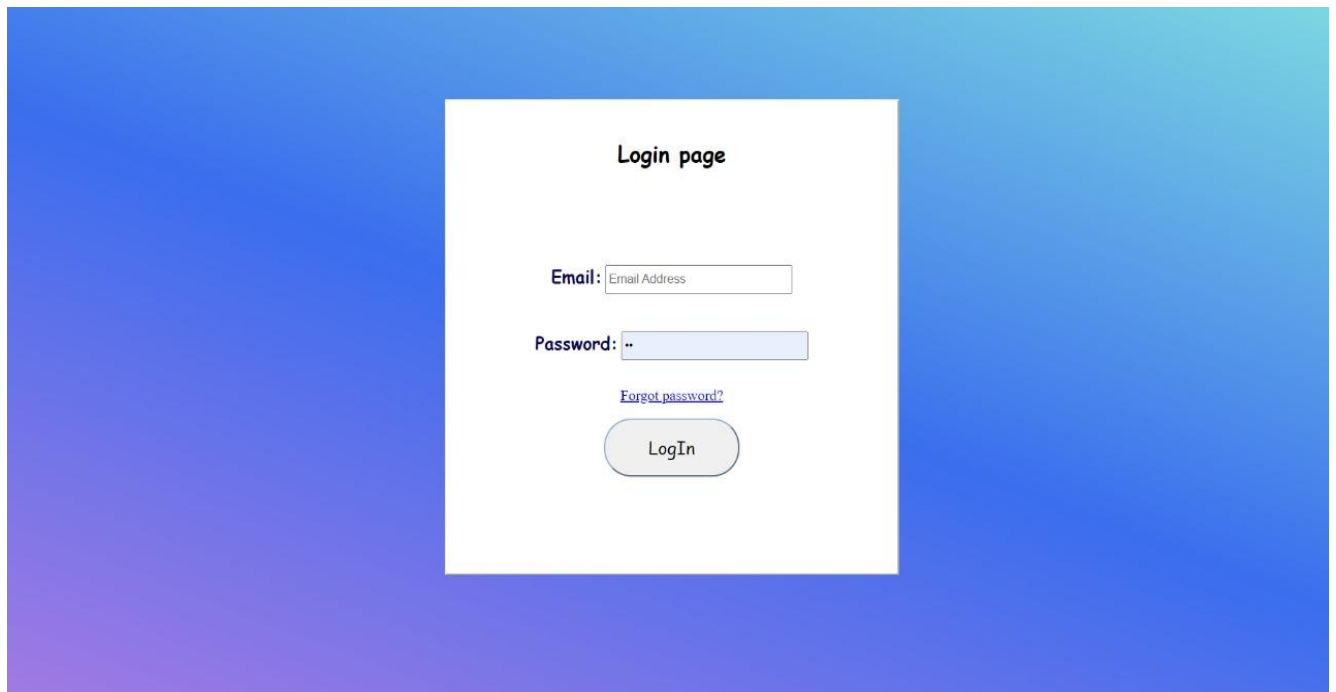 Login page
Email: Email Address
Password: ••
Forgot password?
LogIn